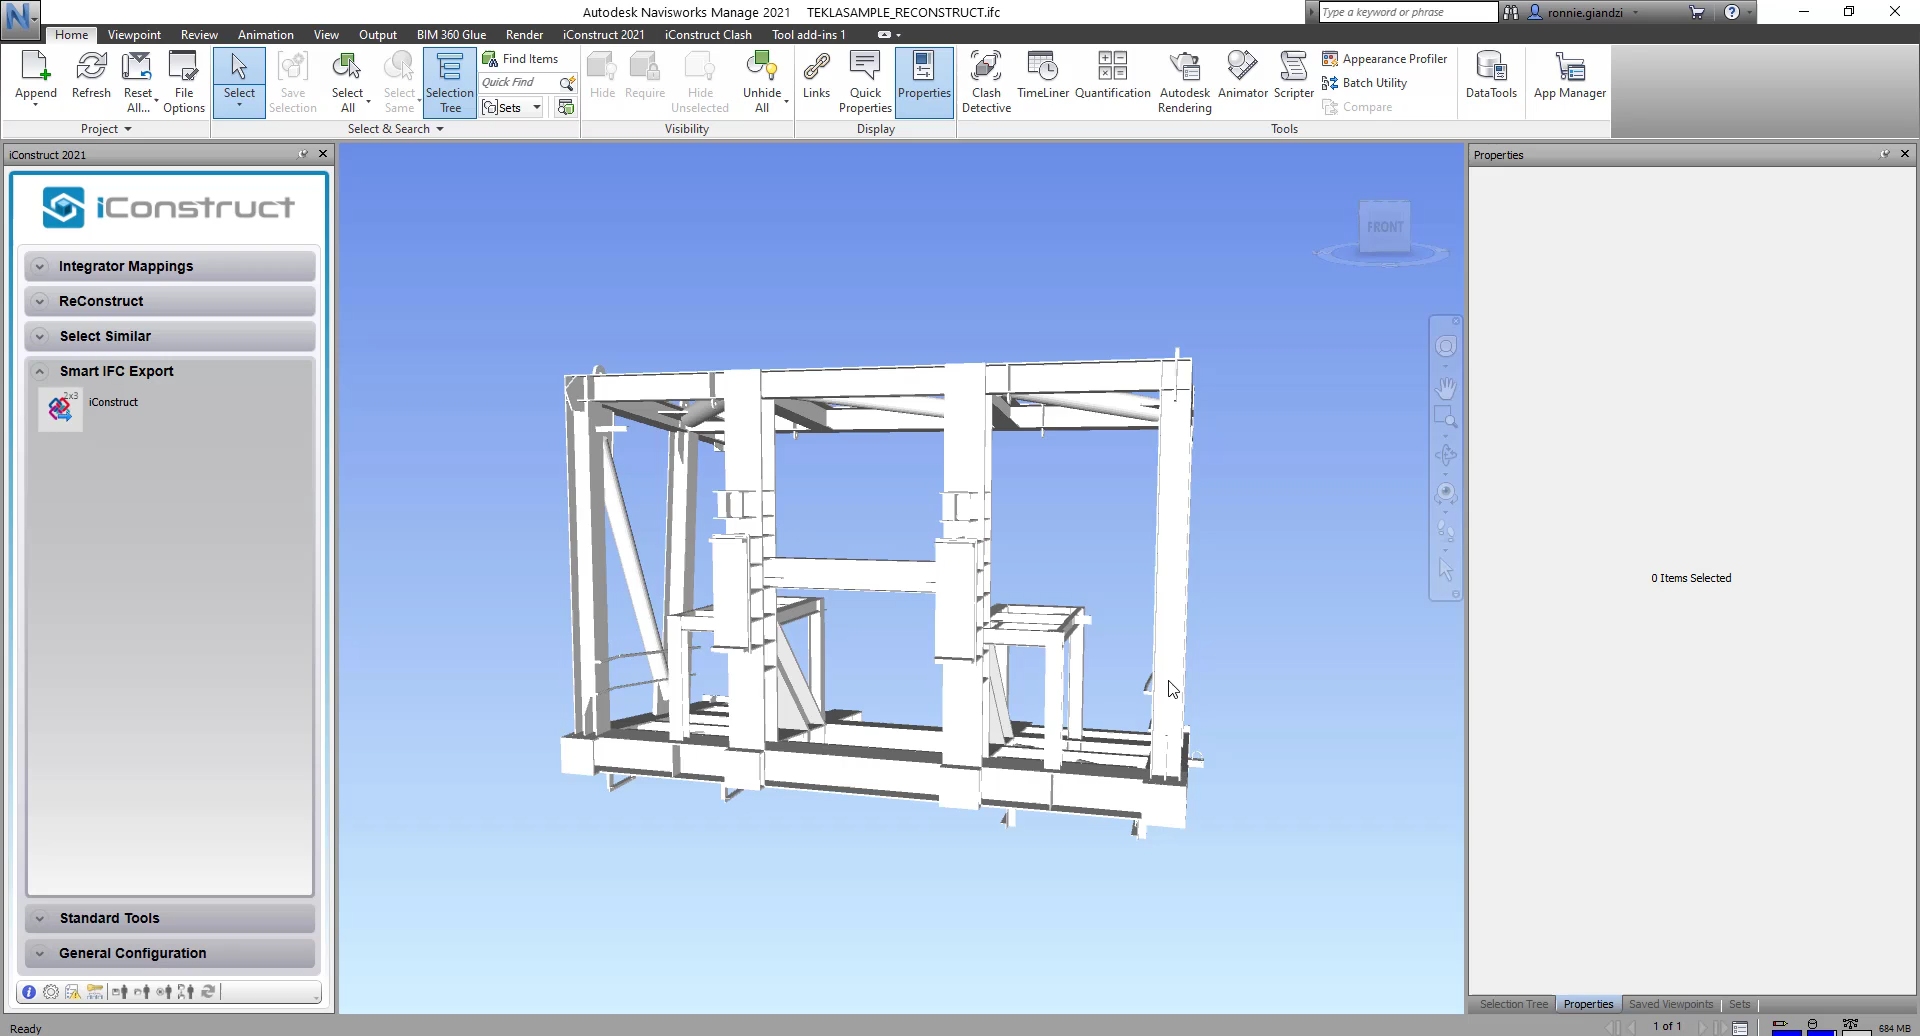 Autodesk Navisworks Manage 2021 TEKLASAMPLE_RECONSTRUCT.ifc
Type a keyword or phrase
ronnie.giandzi
Home Viewpoint Review Animation View Output BIM 360 Glue Render iConstruct 2021 iConstruct Clash Tool add-ins 1
Append
Refresh
Reset All...
File Options
Project
Select
Save Selection
Select All
Select Same
Selection Tree
Find Items
Quick Find
Sets
Select & Search
Hide
Require
Hide Unselected
Unhide All
Visibility
Links
Quick Properties
Properties
Display
Clash Detective
TimeLiner
Quantification
Autodesk Rendering
Animator
Scripter
Appearance Profiler
Batch Utility
Compare
Tools
DataTools
App Manager
iConstruct 2021
iConstruct
Integrator Mappings
ReConstruct
Select Similar
Smart IFC Export
2x3
iConstruct
Standard Tools
General Configuration
FRONT
Properties
0 Items Selected
Selection Tree Properties Saved Viewpoints Sets
Ready
1 of 1
684 MB